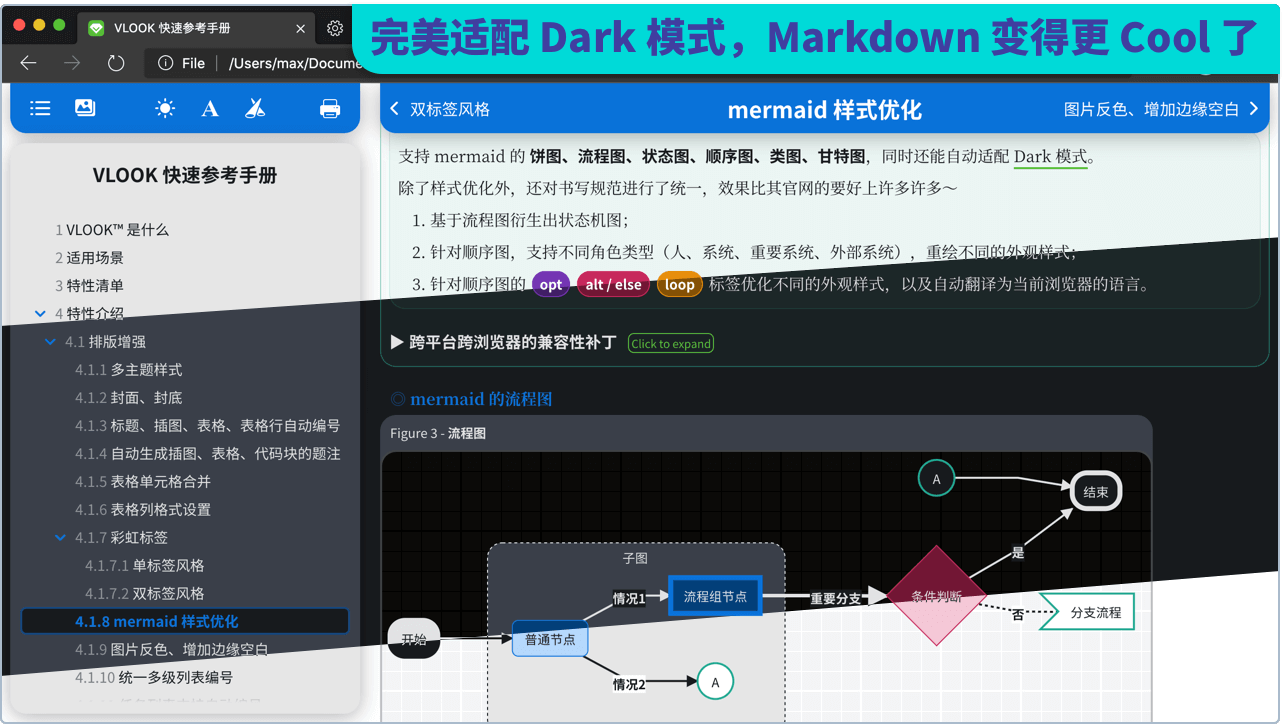 完美适配 Dark 模式，Markdown 变得更 Cool 了
VLOOK 快速参考手册
File
/Users/max/Docume
双标签风格
mermaid 样式优化
图片反色、增加边缘空白
VLOOK 快速参考手册
1 VLOOK™ 是什么
2 适用场景
3 特性清单
4 特性介绍
4.1 排版增强
4.1.1 多主题样式
4.1.2 封面、封底
4.1.3 标题、插图、表格、表格行自动编号
4.1.4 自动生成插图、表格、代码块的题注
4.1.5 表格单元格合并
4.1.6 表格列格式设置
4.1.7 彩虹标签
4.1.7.1 单标签风格
4.1.7.2 双标签风格
4.1.8 mermaid 样式优化
4.1.9 图片反色、增加边缘空白
4.1.10 统一多级列表编号
支持 mermaid 的 饼图、流程图、状态图、顺序图、类图、甘特图，同时还能自动适配 Dark 模式。
除了样式优化外，还对书写规范进行了统一，效果比其官网的要好上许多许多～
1. 基于流程图衍生出状态机图；
2. 针对顺序图，支持不同角色类型（人、系统、重要系统、外部系统），重绘不同的外观样式；
3. 针对顺序图的 opt alt / else loop 标签优化不同的外观样式，以及自动翻译为当前浏览器的语言。
▶ 跨平台跨浏览器的兼容性补丁 Click to expand
◎ mermaid 的流程图
Figure 3 - 流程图
A
结束
子图
是
情况1
流程组节点
重要分支
条件判断
否
分支流程
开始
普通节点
情况2
A